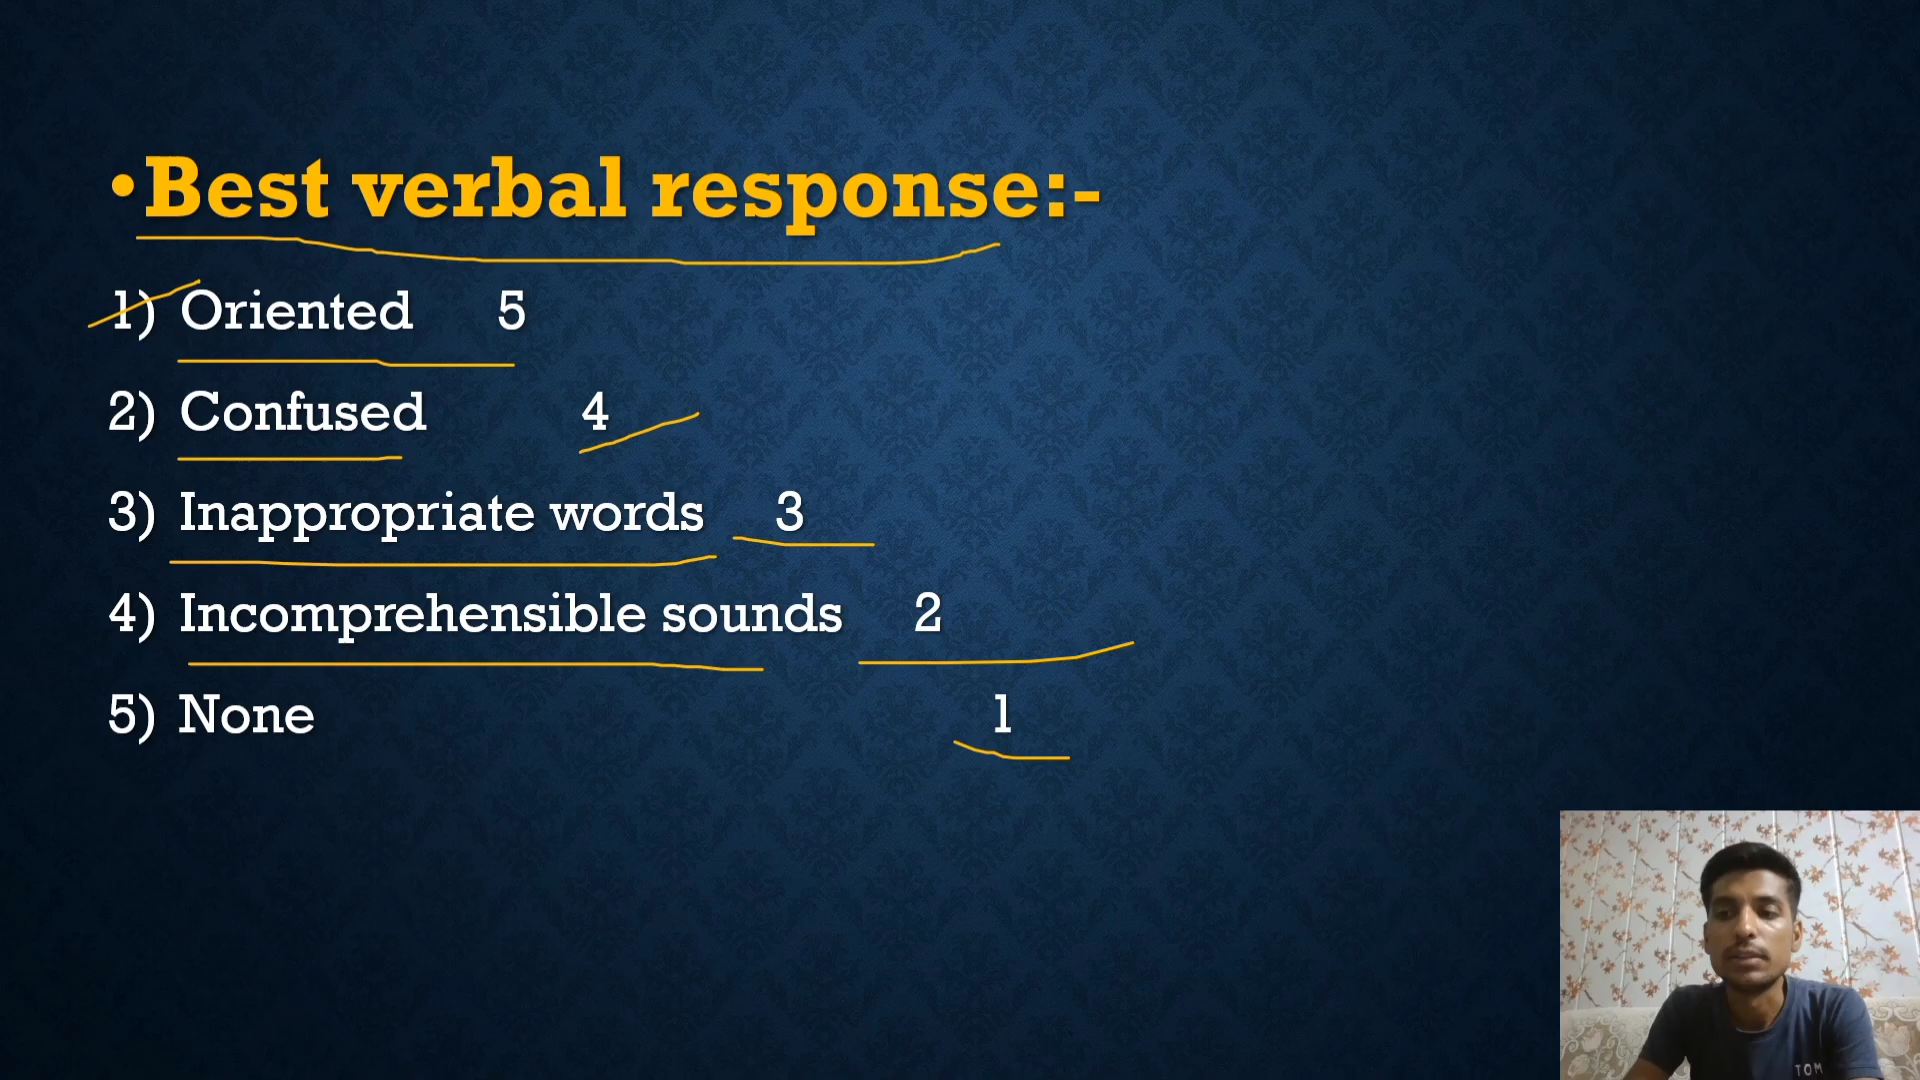 •Best verbal response:-
1) Oriented 5
2) Confused 4
3) Inappropriate words 3
4) Incomprehensible sounds 2
5) None 1
TOM